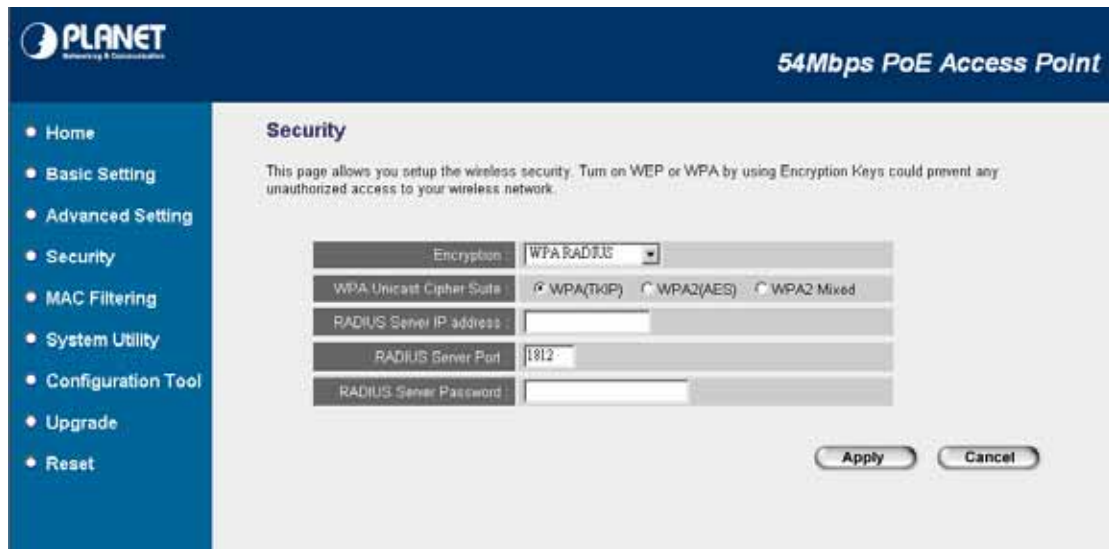 PLANET
Networking & Communication
54Mbps PoE Access Point
Home
Basic Setting
Advanced Setting
Security
MAC Filtering
System Utility
Configuration Tool
Upgrade
Reset
Security
This page allows you setup the wireless security. Turn on WEP or WPA by using Encryption Keys could prevent any
unauthorized access to your wireless network.
Encryption : WPA RADIUS
WPA Unicast Cipher Suite : WPA(TKIP) WPA2(AES) WPA2 Mixed
RADIUS Server IP address :
RADIUS Server Port : 1812
RADIUS Server Password :
Apply Cancel